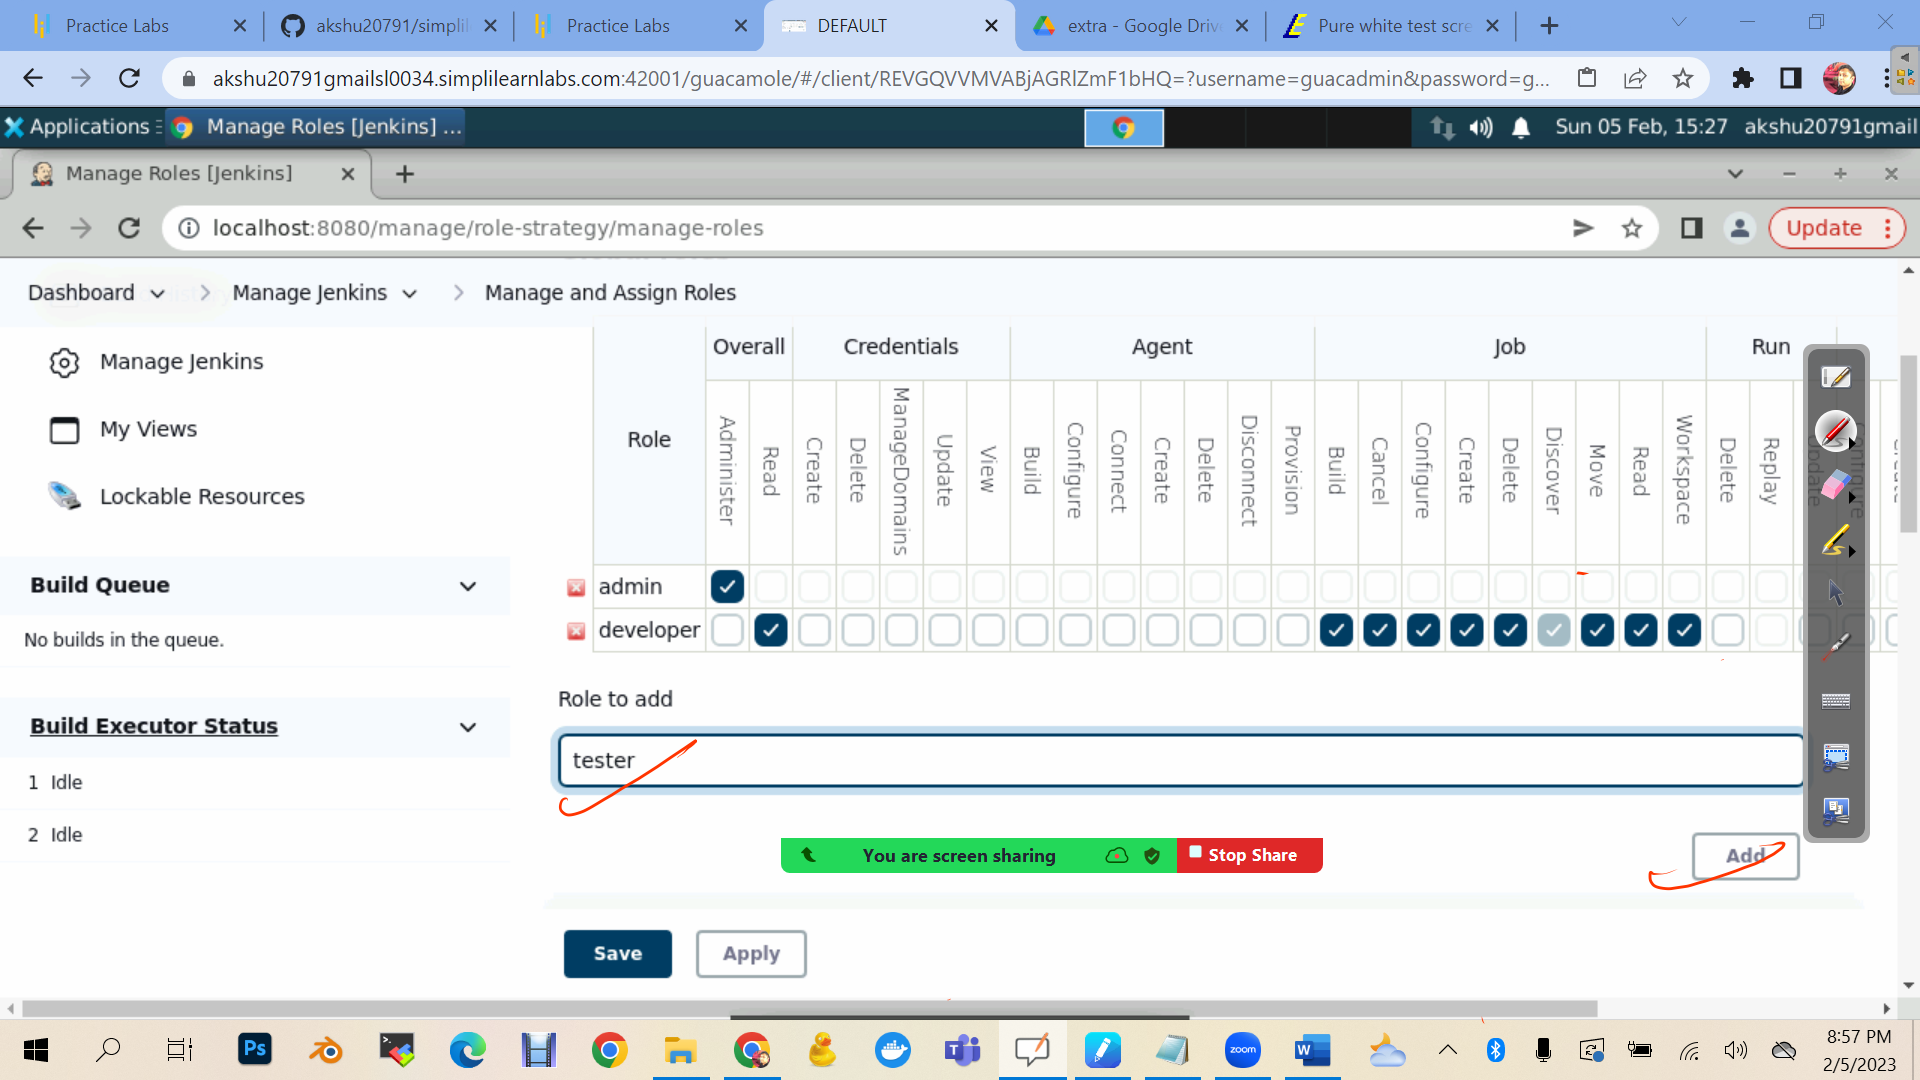 Practice Labs
akshu20791/simplil
Practice Labs
DEFAULT
extra - Google Drive
Pure white test scre
akshu20791gmailsl0034.simplilearnlabs.com:42001/guacamole/#/client/REVGQVVMVABjAGRlZmF1bHQ=?username=guacadmin&password=g...
Applications
Manage Roles [Jenkins] ...
Sun 05 Feb, 15:27
akshu20791gmail
Manage Roles [Jenkins]
localhost:8080/manage/role-strategy/manage-roles
Update
Dashboard
Manage Jenkins
Manage and Assign Roles
Manage Jenkins
My Views
Lockable Resources
Build Queue
No builds in the queue.
Build Executor Status
1 Idle
2 Idle
Overall
Credentials
Agent
Job
Run
Role
Administer
Read
Create
Delete
ManageDomains
Update
View
Build
Configure
Connect
Create
Delete
Disconnect
Provision
Build
Cancel
Configure
Create
Delete
Discover
Move
Read
Workspace
Delete
Replay
Update
Configure
admin
developer
Role to add
tester
You are screen sharing
Stop Share
Add
Save
Apply
Ps
zoom
W
8:57 PM
2/5/2023